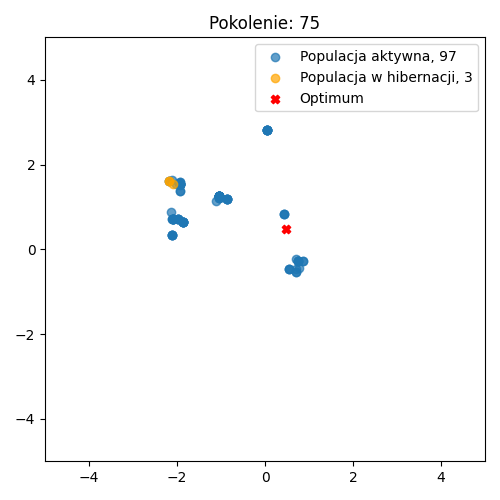 Pokolenie: 75
Populacja aktywna, 97
Populacja w hibernacji, 3
Optimum
4
2
0
−2
−4
−4 −2 0 2 4